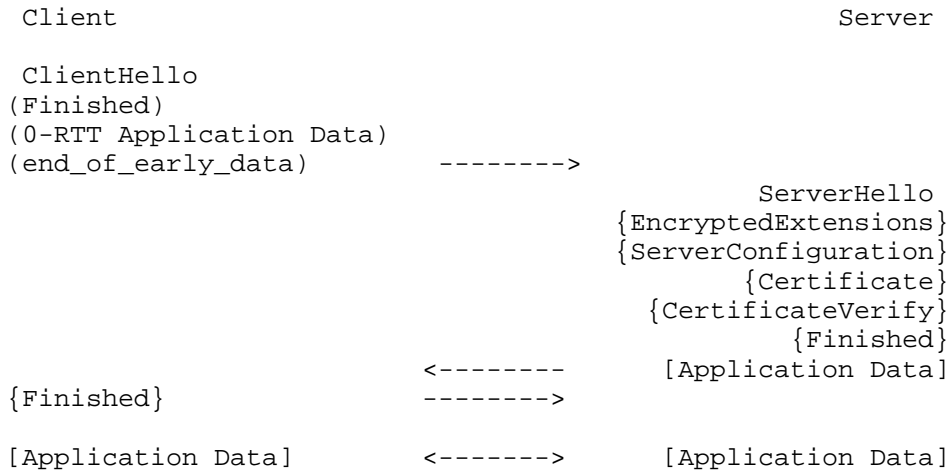 Client Server
ClientHello
(Finished)
(0-RTT Application Data)
(end_of_early_data) -------->
ServerHello
{EncryptedExtensions}
{ServerConfiguration}
{Certificate}
{CertificateVerify}
{Finished}
<-------- [Application Data]
{Finished} -------->
[Application Data] <-------> [Application Data]